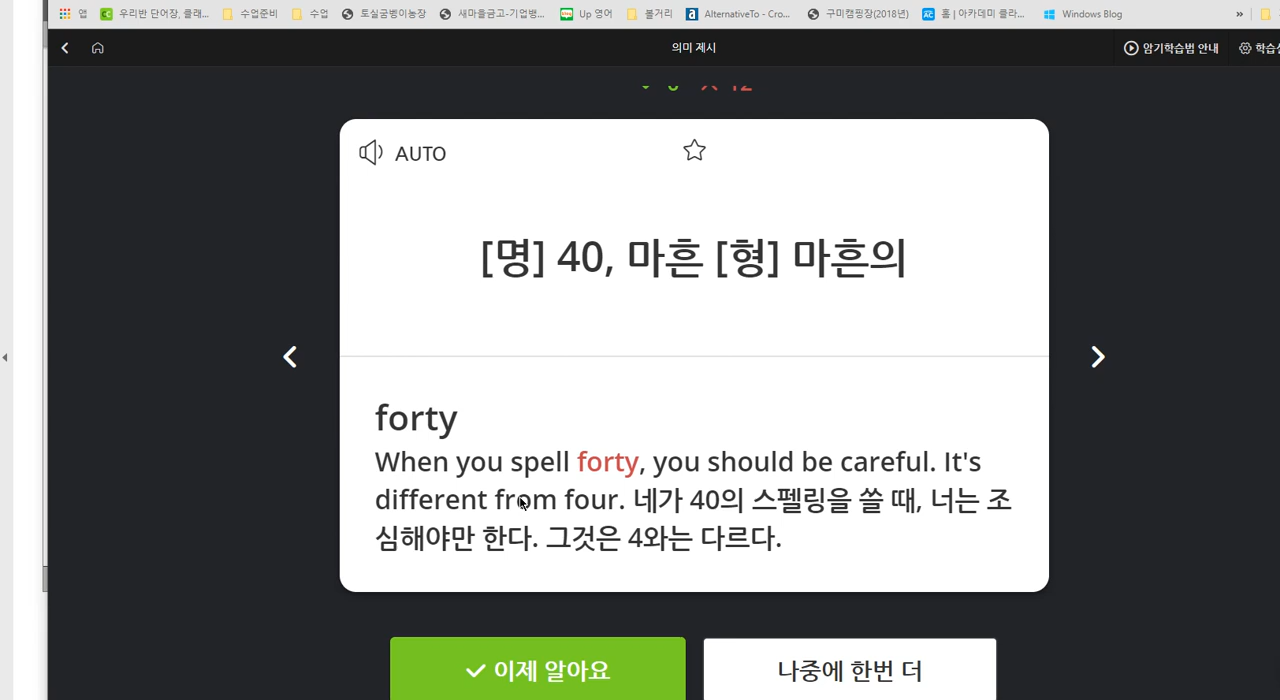 앱 우리반 단어장, 클래... 수업준비 수업 토실굼벵이농장 새마을금고-기업뱅... Up 영어 볼거리 AlternativeTo - Cro... 구미캠핑장(2018년) 홈 | 아카데미 클라... Windows Blog »
의미 제시 암기학습법 안내
AUTO
[명] 40, 마흔 [형] 마흔의
forty
When you spell forty, you should be careful. It's
different from four. 네가 40의 스펠링을 쓸 때, 너는 조
심해야만 한다. 그것은 4와는 다르다.
이제 알아요 나중에 한번 더